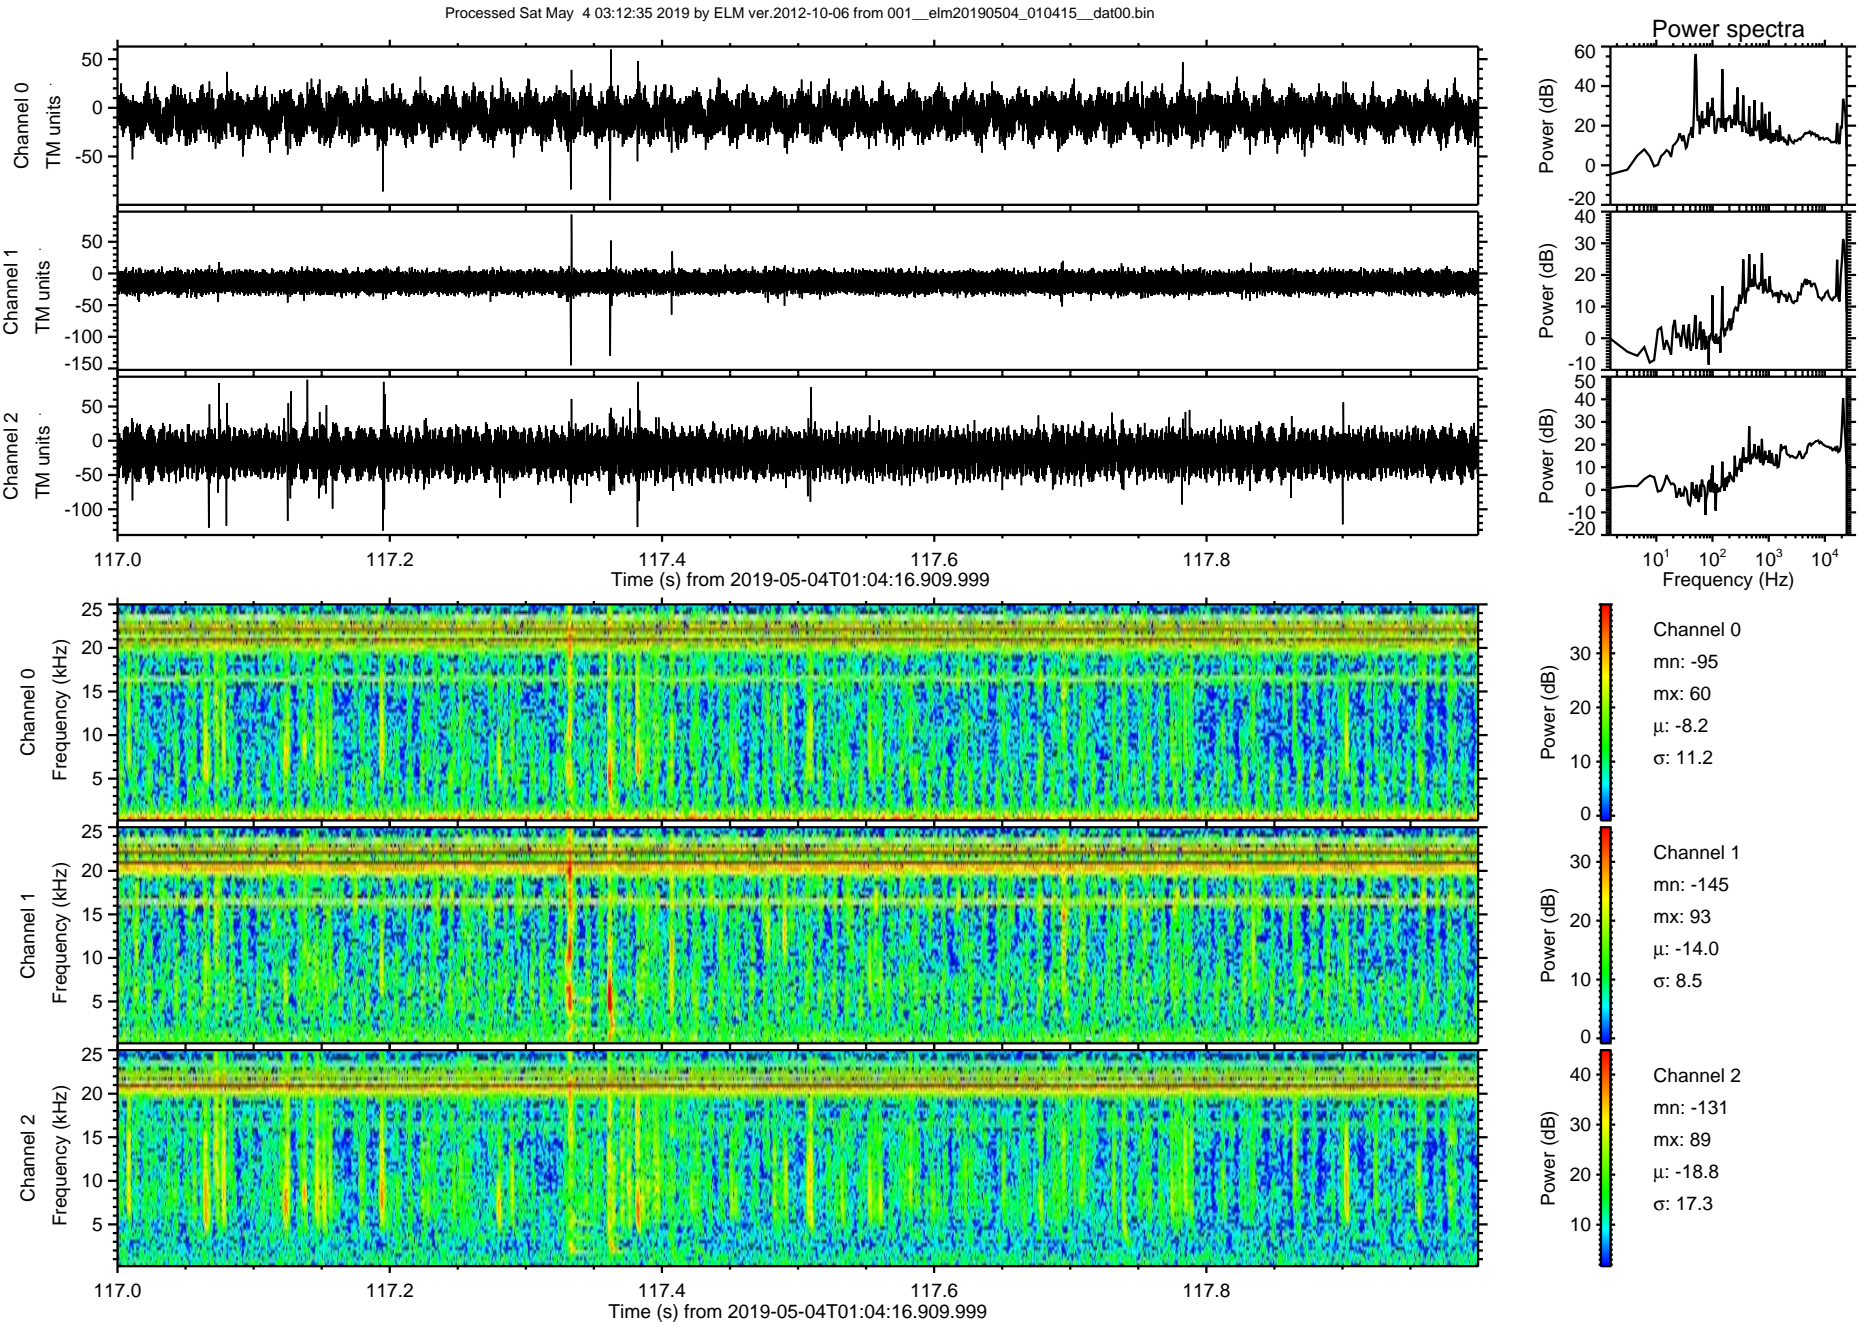 Processed Sat May  4 03:12:35 2019 by ELM ver.2012-10-06 from 001__elm20190504_010415__dat00.bin
Power spectra
Channel 0
TM units
50
0
-50
Power (dB)
60
40
20
0
-20
Channel 1
TM units
50
0
-50
-100
-150
Power (dB)
40
30
20
10
0
-10
Channel 2
TM units
50
0
-50
-100
Power (dB)
50
40
30
20
10
0
-10
-20
117.0 117.2 117.4 117.6 117.8
Time (s) from 2019-05-04T01:04:16.909.999
10^1 10^2 10^3 10^4
Frequency (Hz)
Channel 0
Frequency (kHz)
25
20
15
10
5
Power (dB)
30
20
10
0
Channel 0
mn: -95
mx: 60
μ: -8.2
σ: 11.2
Channel 1
Frequency (kHz)
25
20
15
10
5
Power (dB)
30
20
10
0
Channel 1
mn: -145
mx: 93
μ: -14.0
σ: 8.5
Channel 2
Frequency (kHz)
25
20
15
10
5
Power (dB)
40
30
20
10
Channel 2
mn: -131
mx: 89
μ: -18.8
σ: 17.3
117.0 117.2 117.4 117.6 117.8
Time (s) from 2019-05-04T01:04:16.909.999